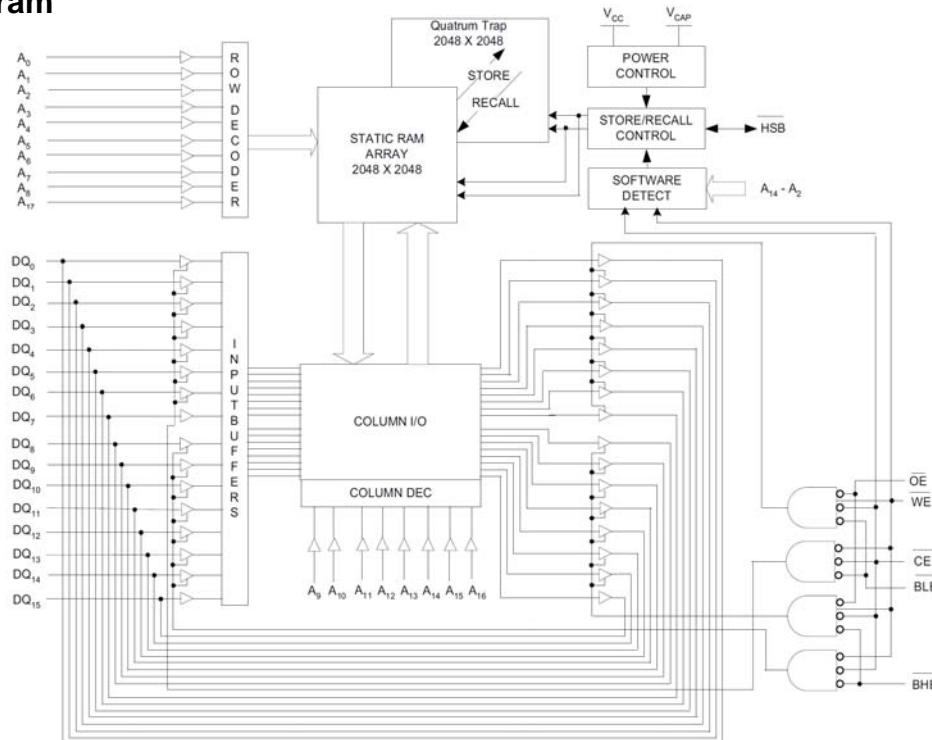 ram
A0
A1
A2
A3
A4
A5
A6
A7
A8
A17
ROW DECODER
Quatrum Trap
2048 X 2048
STORE
RECALL
STATIC RAM
ARRAY
2048 X 2048
VCC
VCAP
POWER
CONTROL
STORE/RECALL
CONTROL
HSB
SOFTWARE
DETECT
A14 - A2
DQ0
DQ1
DQ2
DQ3
DQ4
DQ5
DQ6
DQ7
DQ8
DQ9
DQ10
DQ11
DQ12
DQ13
DQ14
DQ15
INPUTBUFFERS
COLUMN I/O
COLUMN DEC
A9 A10 A11 A12 A13 A14 A15 A16
OE
WE
CE
BLE
BHE